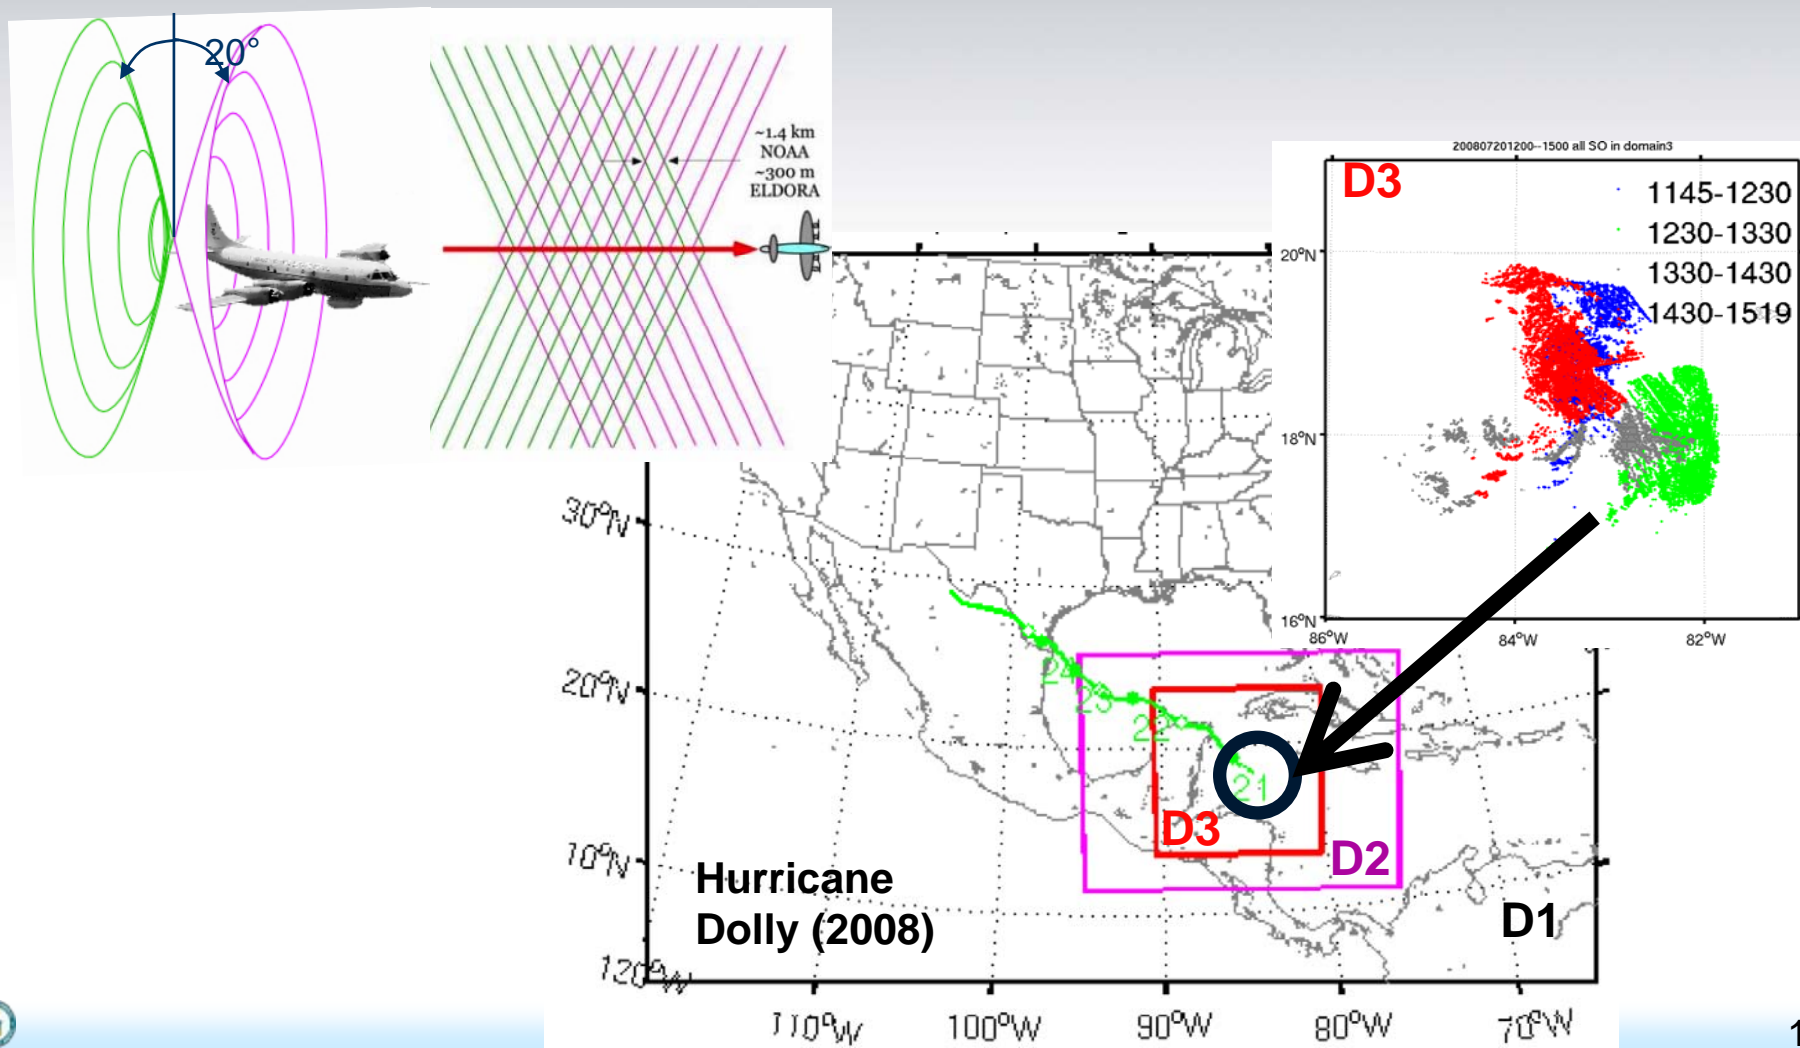 20°
~1.4 km
NOAA
~300 m
ELDORA
200807201200--1500 all SO in domain3
D3
1145-1230
1230-1330
1330-1430
1430-1519
20°N
18°N
16°N
86°W
84°W
82°W
30°N
20°N
10°N
120°W
110°W
100°W
90°W
80°W
70°W
24
23
22
21
D3
D2
D1
Hurricane
Dolly (2008)
1